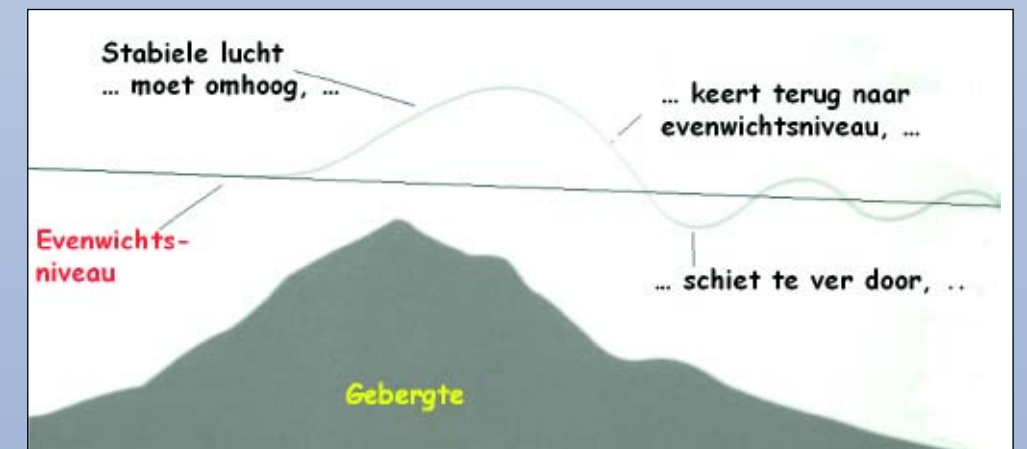 Stabiele lucht
… moet omhoog, …
… keert terug naar
evenwichtsniveau, …
Evenwichts-
niveau
… schiet te ver door, ..
Gebergte